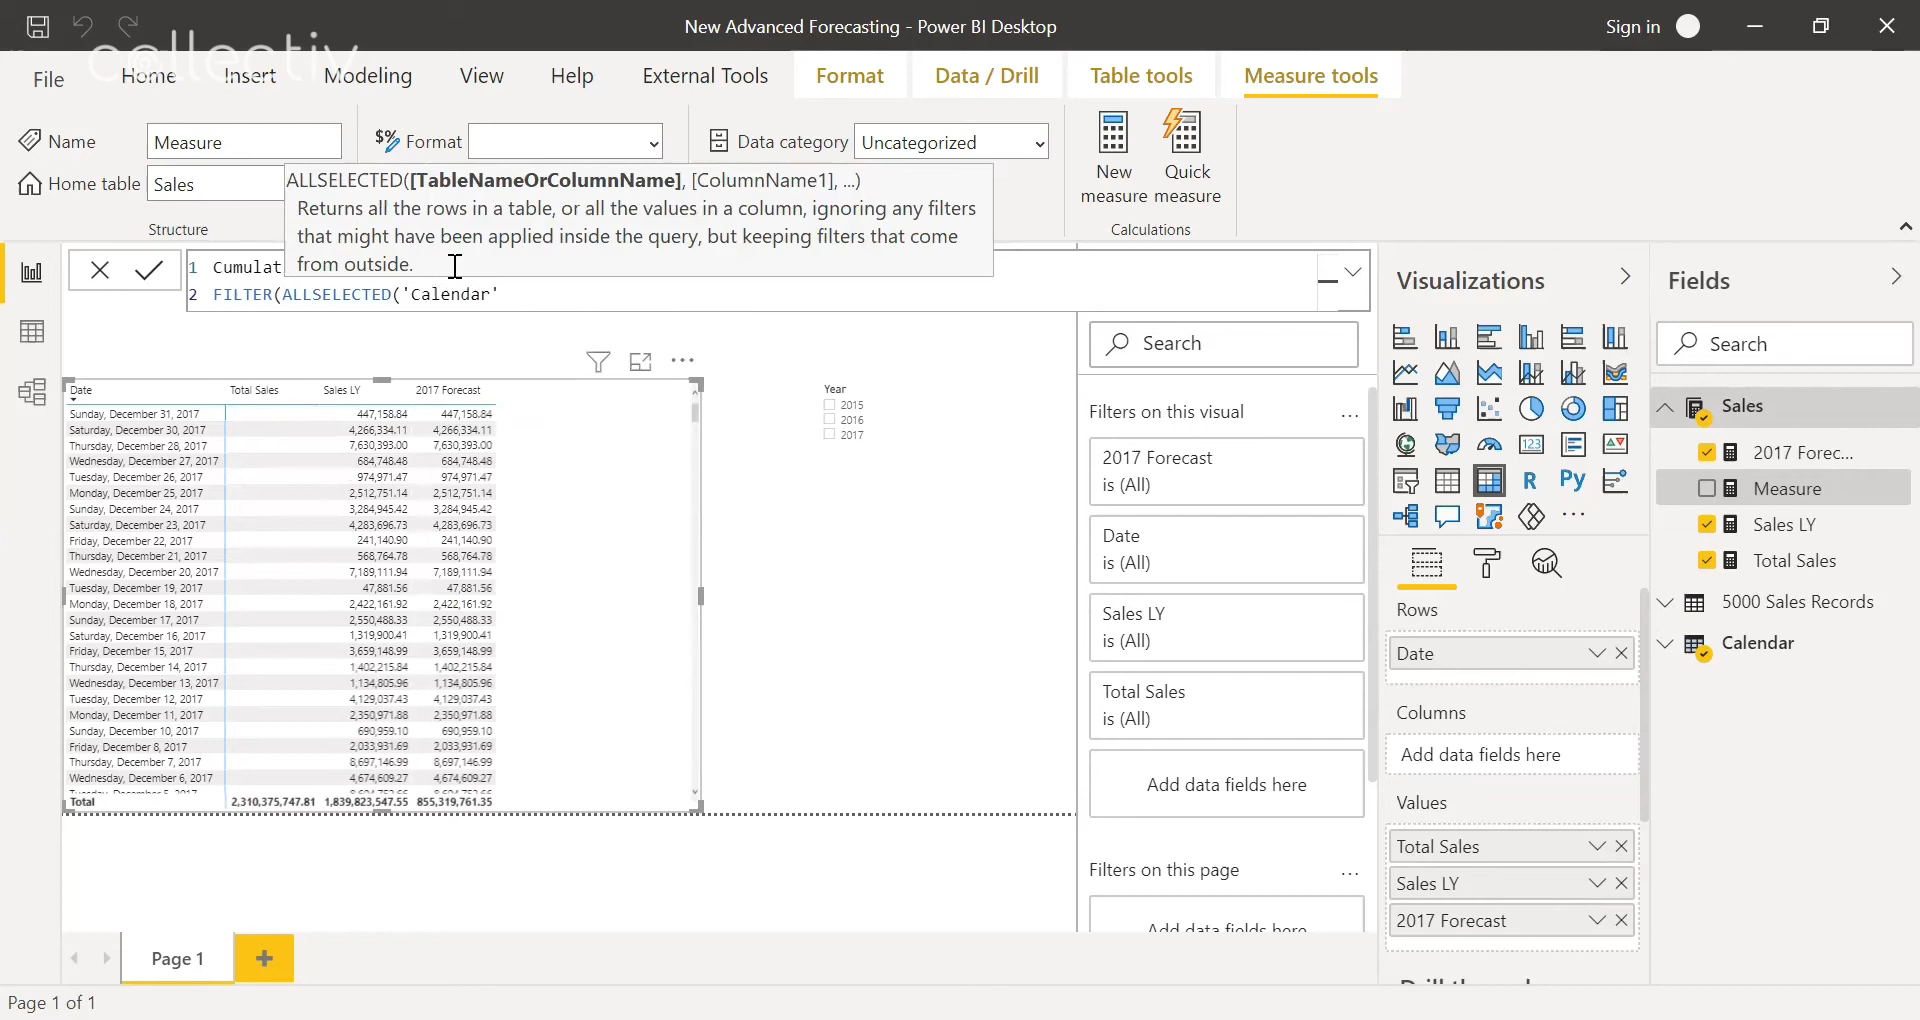 New Advanced Forecasting - Power BI Desktop
Sign in
collectiv
File Home Insert Modeling View Help External Tools Format Data / Drill Table tools Measure tools
Name Measure
Format
Data category Uncategorized
Home table Sales
New measure
Quick measure
Structure
Calculations
ALLSELECTED([TableNameOrColumnName], [ColumnName1], ...)
Returns all the rows in a table, or all the values in a column, ignoring any filters
that might have been applied inside the query, but keeping filters that come
from outside.
1 Cumulat
2 FILTER(ALLSELECTED('Calendar'
Date Total Sales Sales LY 2017 Forecast
Sunday, December 31, 2017 447,158.84 447,158.84
Saturday, December 30, 2017 4,266,334.11 4,266,334.11
Thursday, December 28, 2017 7,630,393.00 7,630,393.00
Wednesday, December 27, 2017 684,748.48 684,748.48
Tuesday, December 26, 2017 974,971.47 974,971.47
Monday, December 25, 2017 2,512,751.14 2,512,751.14
Sunday, December 24, 2017 3,284,945.42 3,284,945.42
Saturday, December 23, 2017 4,283,696.73 4,283,696.73
Friday, December 22, 2017 241,140.90 241,140.90
Thursday, December 21, 2017 568,764.78 568,764.78
Wednesday, December 20, 2017 7,189,111.94 7,189,111.94
Tuesday, December 19, 2017 47,881.56 47,881.56
Monday, December 18, 2017 2,422,161.92 2,422,161.92
Sunday, December 17, 2017 2,550,488.33 2,550,488.33
Saturday, December 16, 2017 1,319,900.41 1,319,900.41
Friday, December 15, 2017 3,659,148.99 3,659,148.99
Thursday, December 14, 2017 1,402,215.84 1,402,215.84
Wednesday, December 13, 2017 1,134,805.96 1,134,805.96
Tuesday, December 12, 2017 4,129,037.43 4,129,037.43
Monday, December 11, 2017 2,350,971.88 2,350,971.88
Sunday, December 10, 2017 690,959.10 690,959.10
Friday, December 8, 2017 2,033,931.69 2,033,931.69
Thursday, December 7, 2017 8,697,146.99 8,697,146.99
Wednesday, December 6, 2017 4,674,609.27 4,674,609.27
Total 2,310,375,747.81 1,839,823,547.55 855,319,761.35
Year
2015
2016
2017
Search
Filters on this visual ...
2017 Forecast
is (All)
Date
is (All)
Sales LY
is (All)
Total Sales
is (All)
Add data fields here
Filters on this page ...
Add data fields here
Visualizations
123
R Py
...
Rows
Date
Columns
Add data fields here
Values
Total Sales
Sales LY
2017 Forecast
Fields
Search
Sales
2017 Forec...
Measure
Sales LY
Total Sales
5000 Sales Records
Calendar
Page 1
Page 1 of 1